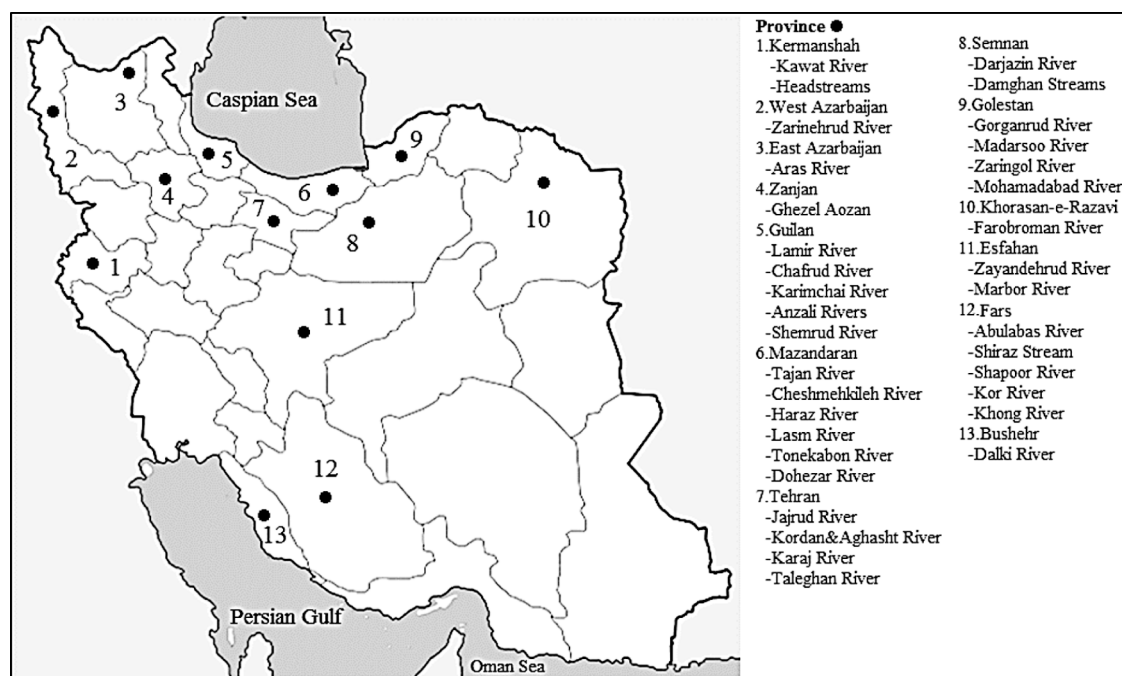 Caspian Sea
3
2
5
4
6
9
7
8
10
1
11
12
13
Persian Gulf
Oman Sea
Province ●
1.Kermanshah
-Kawat River
-Headstreams
2.West Azarbaijan
-Zarinehrud River
3.East Azarbaijan
-Aras River
4.Zanjan
-Ghezel Aozan
5.Guilan
-Lamir River
-Chafrud River
-Karimchai River
-Anzali Rivers
-Shemrud River
6.Mazandaran
-Tajan River
-Cheshmehkileh River
-Haraz River
-Lasm River
-Tonekabon River
-Dohezar River
7.Tehran
-Jajrud River
-Kordan&Aghasht River
-Karaj River
-Taleghan River
8.Semnan
-Darjazin River
-Damghan Streams
9.Golestan
-Gorganrud River
-Madarsoo River
-Zaringol River
-Mohamadabad River
10.Khorasan-e-Razavi
-Farobroman River
11.Esfahan
-Zayandehrud River
-Marbor River
12.Fars
-Abulabas River
-Shiraz Stream
-Shapoor River
-Kor River
-Khong River
13.Bushehr
-Dalki River